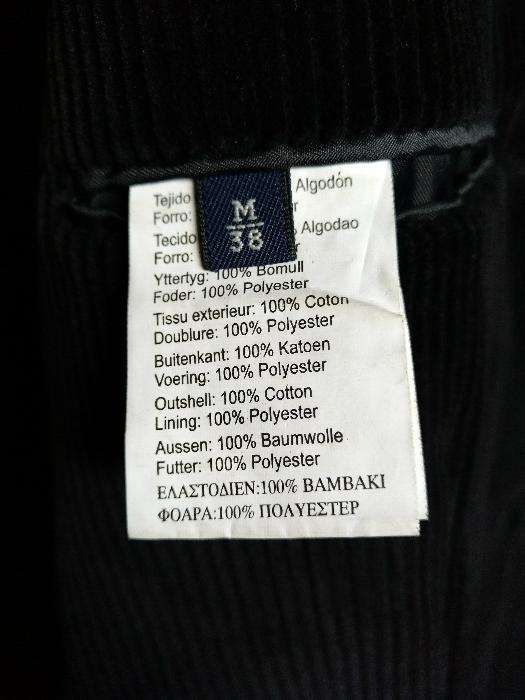 M
38
Tejido Algodón
Forro:
Tecido Algodao
Forro:
Yttertyg: 100% Bomull
Foder: 100% Polyester
Tissu exterieur: 100% Coton
Doublure: 100% Polyester
Buitenkant: 100% Katoen
Voering: 100% Polyester
Outshell: 100% Cotton
Lining: 100% Polyester
Aussen: 100% Baumwolle
Futter: 100% Polyester
ΕΛΑΣΤΟΔΙΕΝ:100% ΒΑΜΒΑΚΙ
ΦΟΑΡΑ:100% ΠΟΛΥΕΣΤΕΡ